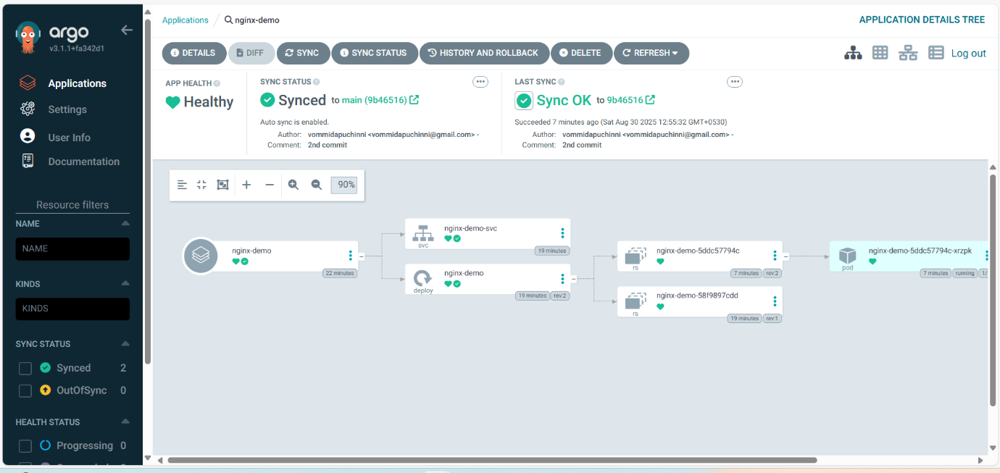 argo
v3.1.1+fa342d1
Applications
Settings
User Info
Documentation
Resource filters
NAME
NAME
KINDS
KINDS
SYNC STATUS
Synced 2
OutOfSync 0
HEALTH STATUS
Progressing 0
Applications / nginx-demo
APPLICATION DETAILS TREE
DETAILS DIFF SYNC SYNC STATUS HISTORY AND ROLLBACK DELETE REFRESH
Log out
APP HEALTH
Healthy
SYNC STATUS
Synced to main (9b46516)
Auto sync is enabled.
Author: vommidapuchinni <vommidapuchinni@gmail.com> -
Comment: 2nd commit
LAST SYNC
Sync OK to 9b46516
Succeeded 7 minutes ago (Sat Aug 30 2025 12:55:32 GMT+0530)
Author: vommidapuchinni <vommidapuchinni@gmail.com> -
Comment: 2nd commit
90%
nginx-demo
22 minutes
nginx-demo-svc
svc
19 minutes
nginx-demo
deploy
19 minutes rev:2
nginx-demo-5ddc57794c
rs
7 minutes rev:2
nginx-demo-58f9897cdd
rs
19 minutes rev:1
nginx-demo-5ddc57794c-xrzpk
pod
7 minutes running 1/